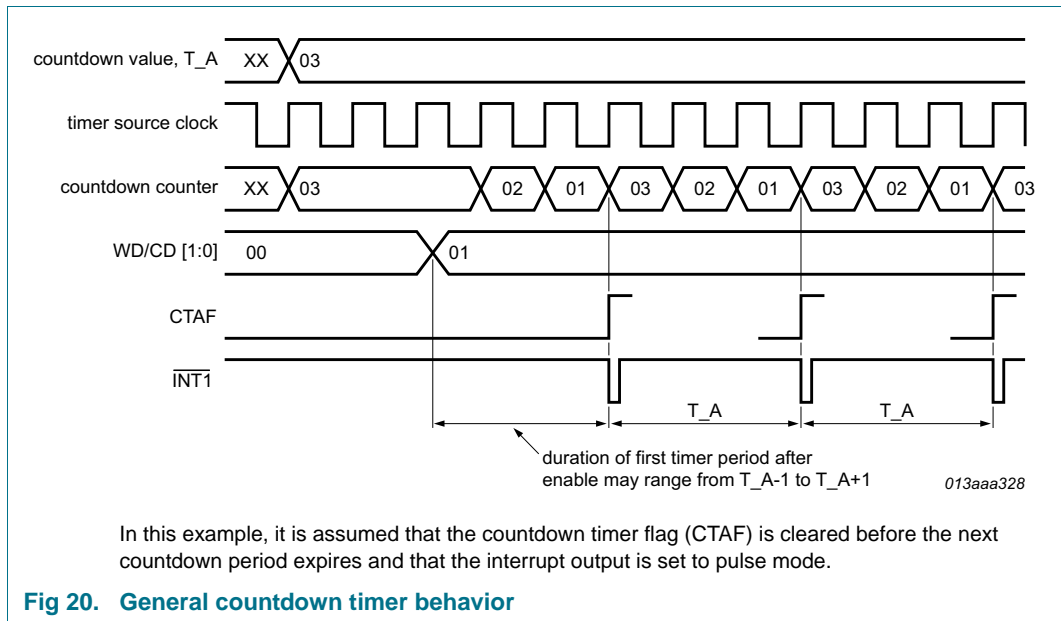 countdown value, T_A XX 03
timer source clock
countdown counter XX 03 02 01 03 02 01 03 02 01 03
WD/CD [1:0] 00 01
CTAF
INT1
T_A T_A
duration of first timer period after
enable may range from T_A-1 to T_A+1
013aaa328
In this example, it is assumed that the countdown timer flag (CTAF) is cleared before the next
countdown period expires and that the interrupt output is set to pulse mode.
Fig 20. General countdown timer behavior